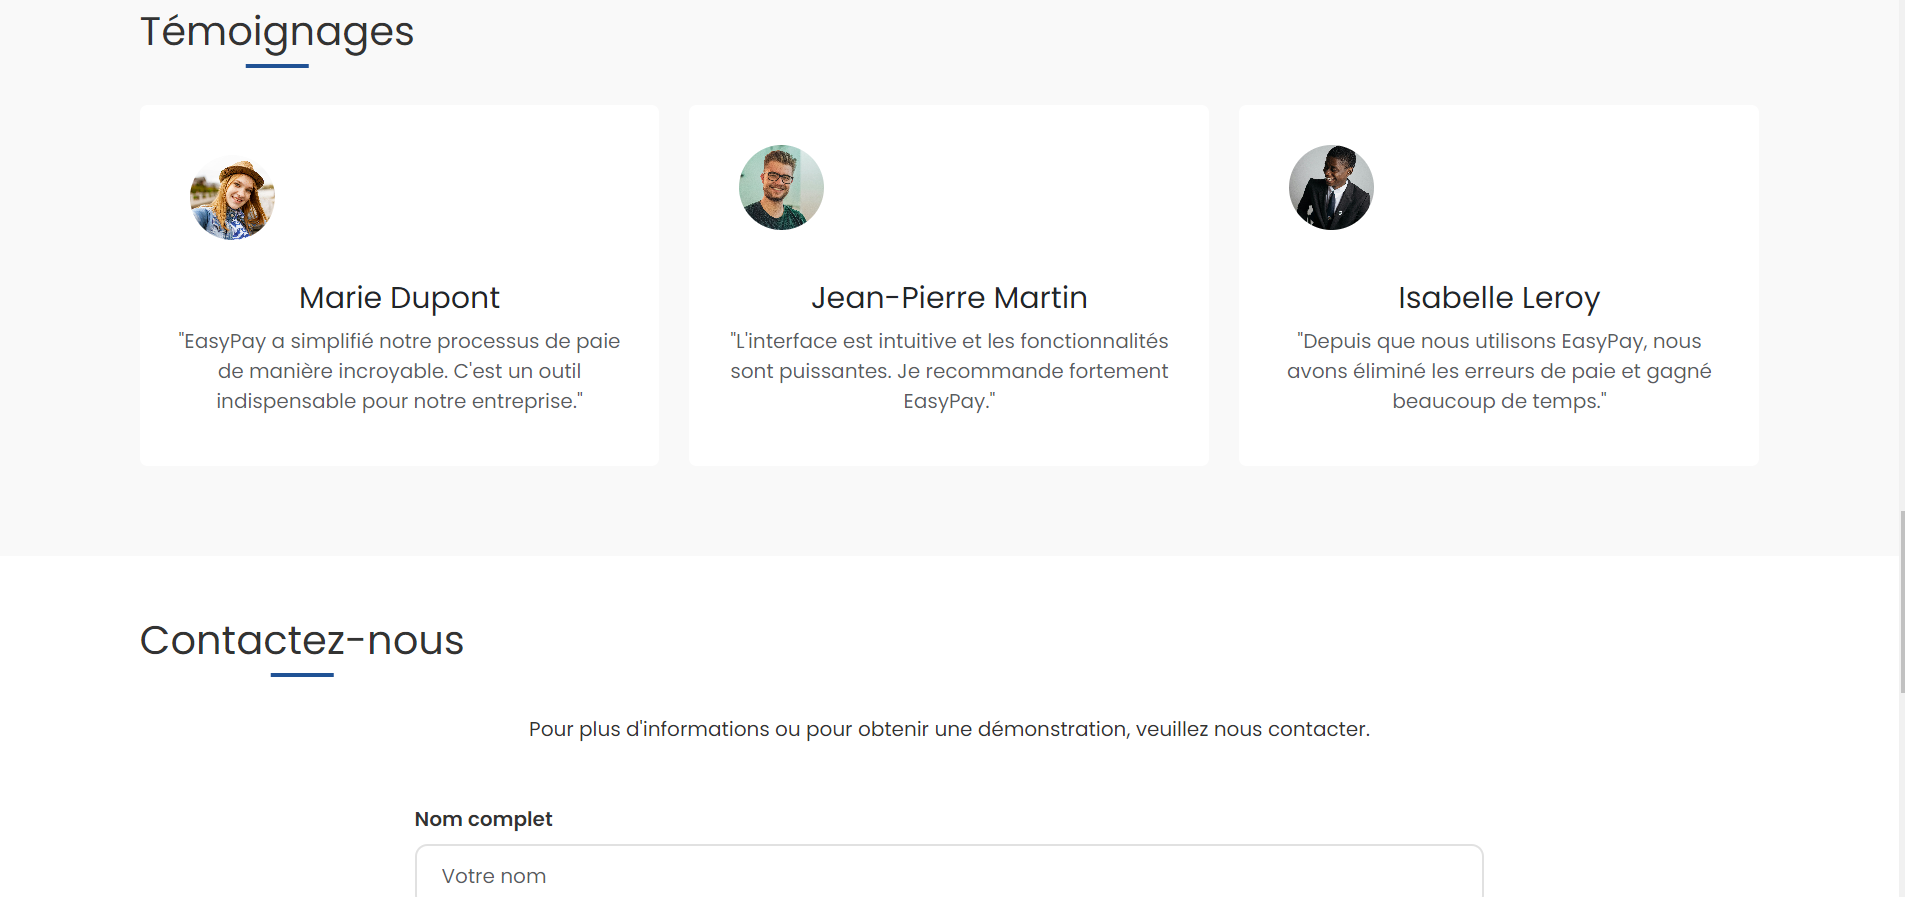 Témoignages
Marie Dupont
"EasyPay a simplifié notre processus de paie
de manière incroyable. C'est un outil
indispensable pour notre entreprise."
Jean-Pierre Martin
"L'interface est intuitive et les fonctionnalités
sont puissantes. Je recommande fortement
EasyPay."
Isabelle Leroy
"Depuis que nous utilisons EasyPay, nous
avons éliminé les erreurs de paie et gagné
beaucoup de temps."
Contactez-nous
Pour plus d'informations ou pour obtenir une démonstration, veuillez nous contacter.
Nom complet
Votre nom